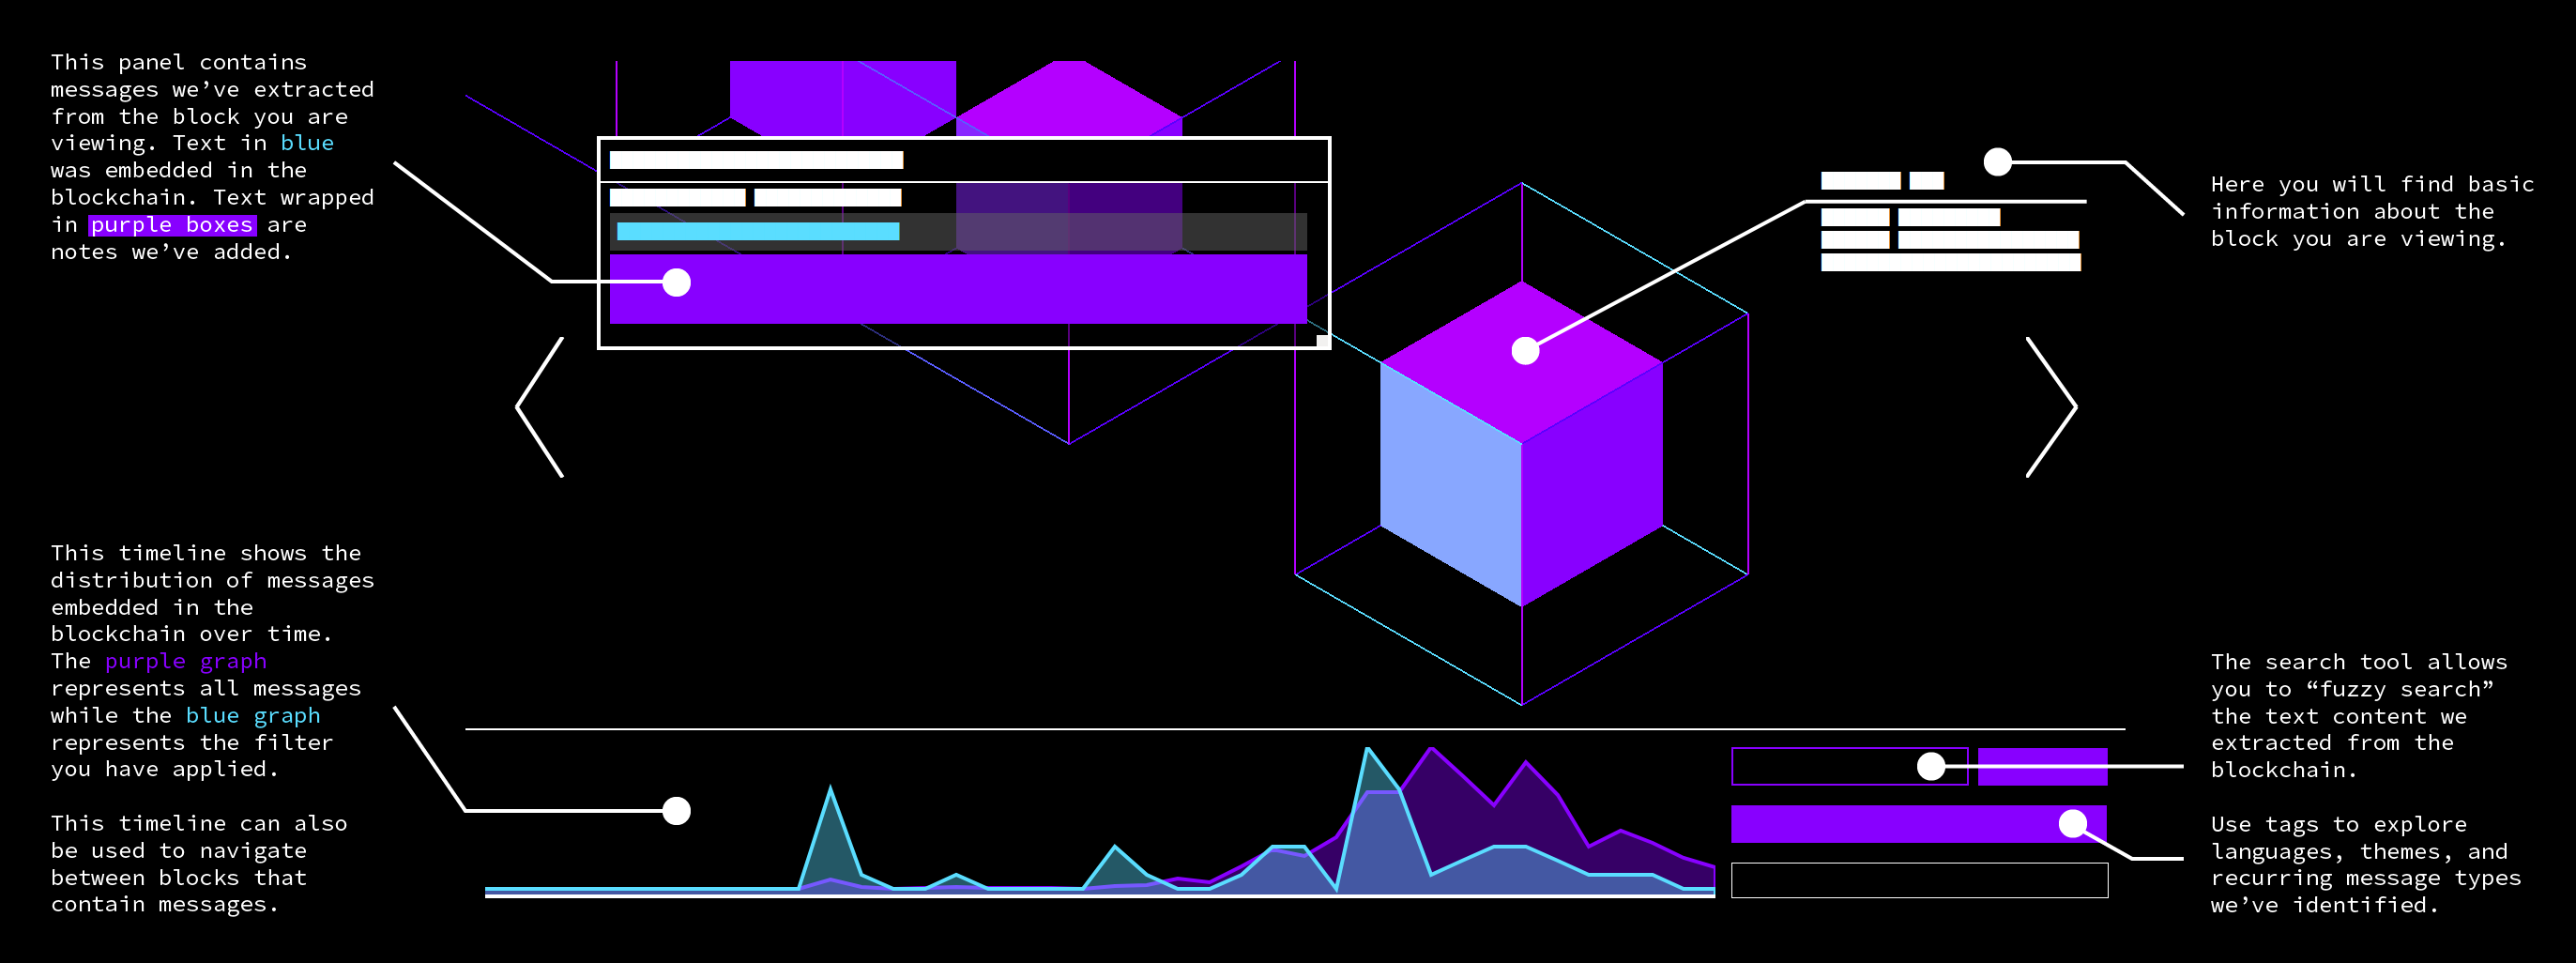 This panel contains
messages we’ve extracted
from the block you are
viewing. Text in blue
was embedded in the
blockchain. Text wrapped
in purple boxes are
notes we’ve added.
Here you will find basic
information about the
block you are viewing.
This timeline shows the
distribution of messages
embedded in the
blockchain over time.
The purple graph
represents all messages
while the blue graph
represents the filter
you have applied.
This timeline can also
be used to navigate
between blocks that
contain messages.
The search tool allows
you to “fuzzy search”
the text content we
extracted from the
blockchain.
Use tags to explore
languages, themes, and
recurring message types
we’ve identified.